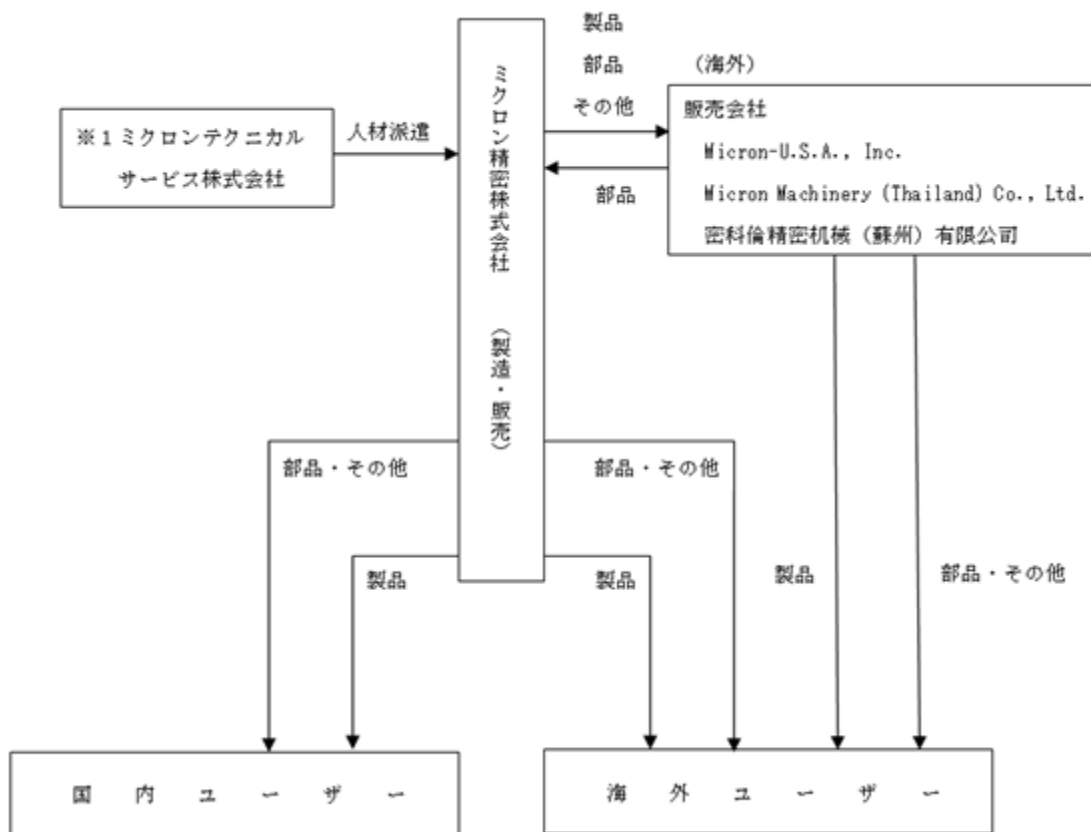 製品
部品
（海外）
その他
※１ミクロンテクニカル
サービス株式会社
人材派遣
ミクロン精密株式会社　（製造・販売）
販売会社
Micron-U.S.A., Inc.
Micron Machinery (Thailand) Co., Ltd.
密科倫精密机械（蘇州）有限公司
部品
部品・その他
部品・その他
製品
製品
製品
部品・その他
国内ユーザー
海外ユーザー